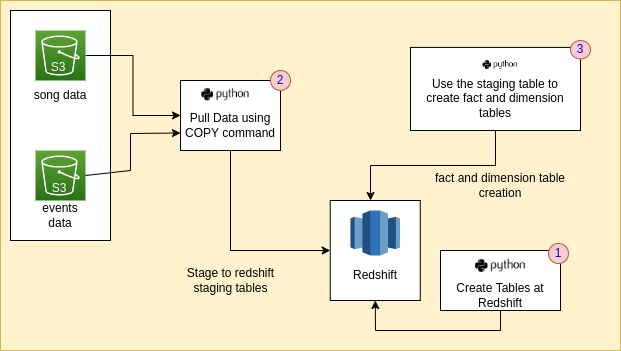 S3
song data
S3
events
data
2
python
Pull Data using
COPY command
3
python
Use the staging table to
create fact and dimension
tables
fact and dimension table
creation
Stage to redshift
staging tables
Redshift
1
python
Create Tables at
Redshift